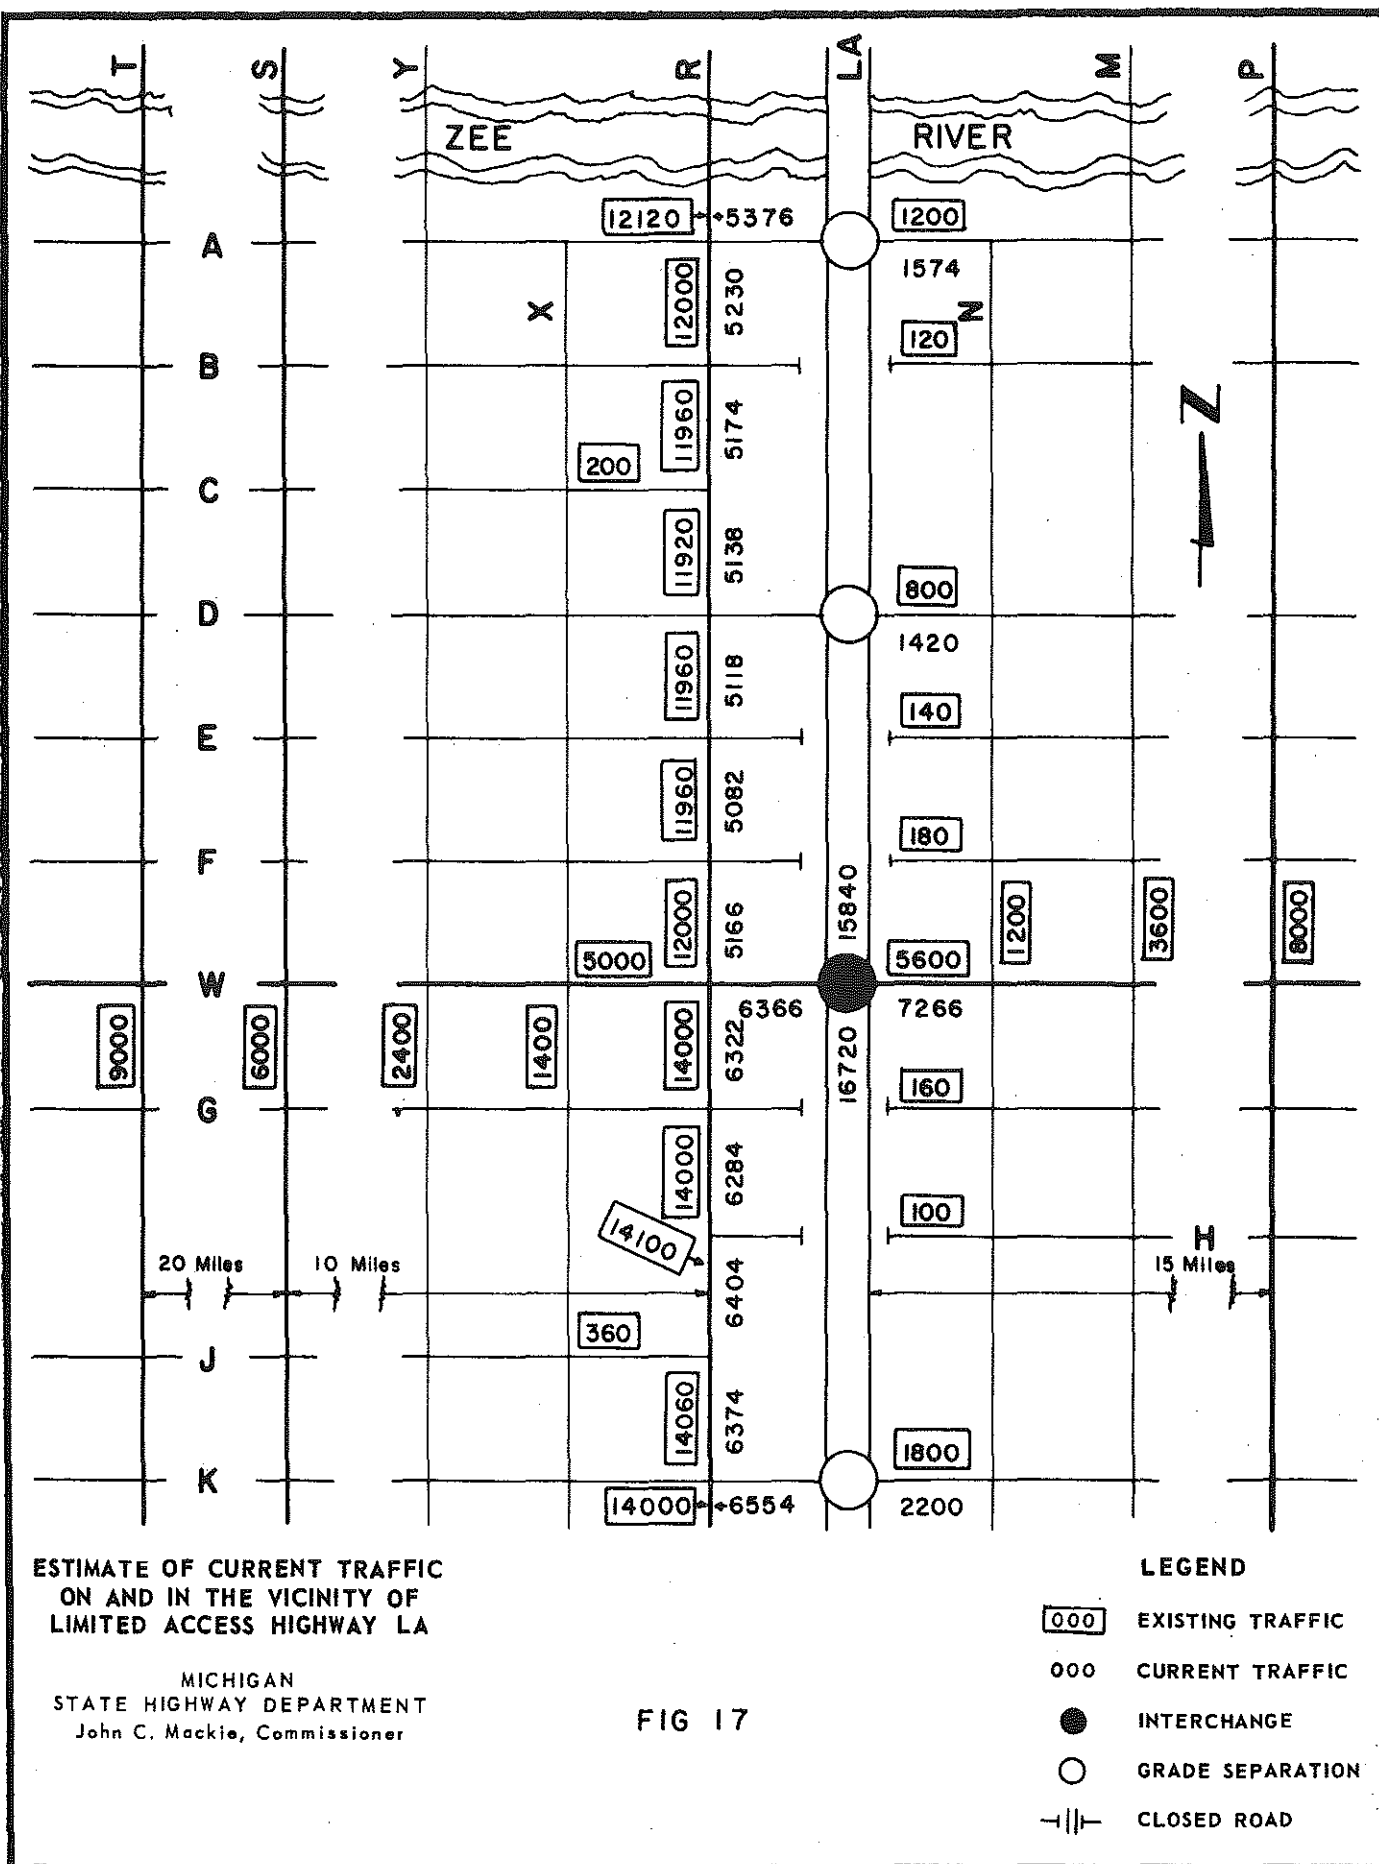 T S Y R LA M P
ZEE RIVER
12120 5376 1200
A
1574
X 12000 5230 N
120
B
11960 5174
200
C
11920 5138
800
D
1420
11960 5118
140
E
11960 5082
180
F
15840
12000 5166 1200 3600 8000
5000 5600
W
6366 7266
9000 6000 2400 1400 14000 6322 16720
160
G
14000 6284
100
14100
H
20 Miles 10 Miles 15 Miles
6404
360
J
14060 6374
1800
K
14000 6554 2200
ESTIMATE OF CURRENT TRAFFIC
ON AND IN THE VICINITY OF
LIMITED ACCESS HIGHWAY LA
MICHIGAN
STATE HIGHWAY DEPARTMENT
John C. Mackie, Commissioner
FIG 17
LEGEND
000 EXISTING TRAFFIC
000 CURRENT TRAFFIC
INTERCHANGE
GRADE SEPARATION
CLOSED ROAD
Z